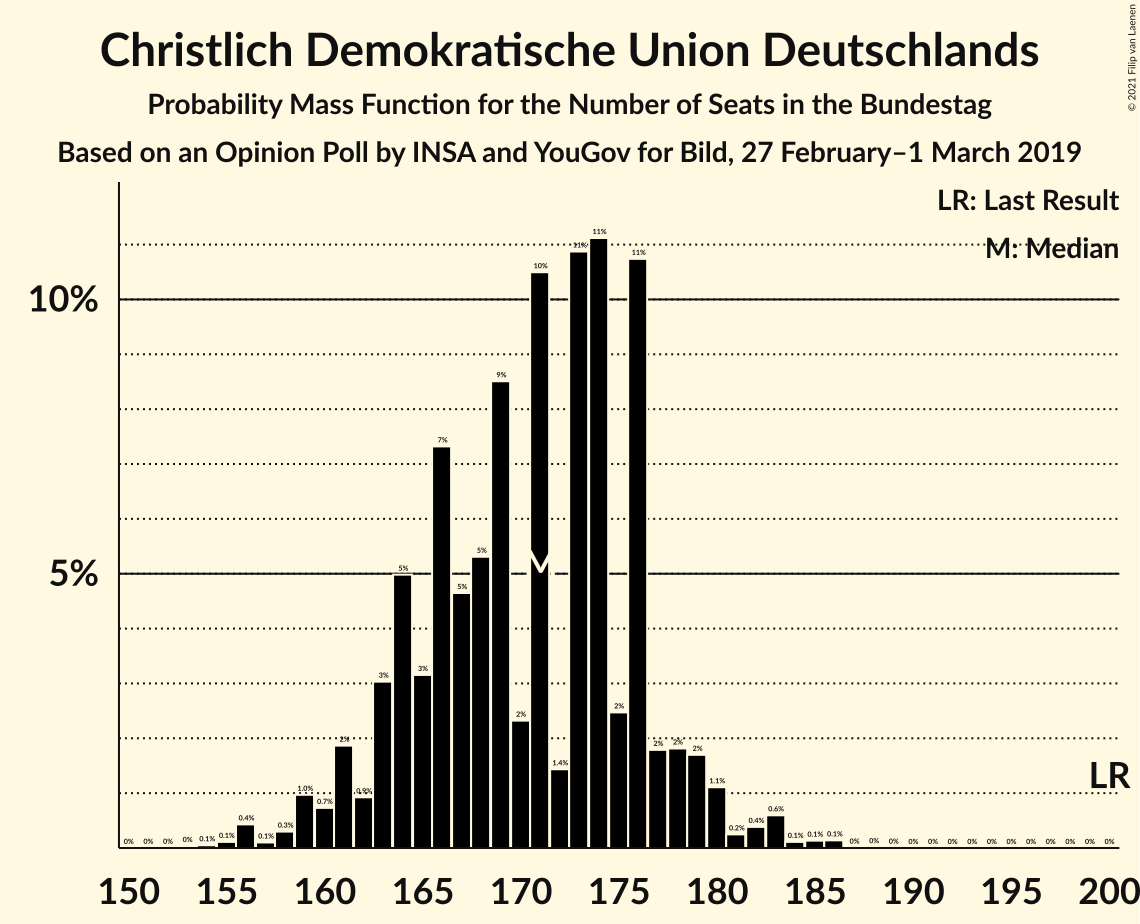 Christlich Demokratische Union Deutschlands
Probability Mass Function for the Number of Seats in the Bundestag
Based on an Opinion Poll by INSA and YouGov for Bild, 27 February–1 March 2019
© 2021 Filip van Laenen
LR: Last Result
M: Median
10%
5%
0% 0% 0% 0% 0.1% 0.1% 0.4% 0.1% 0.3% 1.0% 0.7% 2% 0.9% 3% 5% 3% 7% 5% 5% 9% 2% 10% 1.4% 11% 11% 2% 11% 2% 2% 2% 1.1% 0.2% 0.4% 0.6% 0.1% 0.1% 0.1% 0% 0% 0% 0% 0% 0% 0% 0% 0% 0% 0% 0% 0% 0%
M
LR
150 155 160 165 170 175 180 185 190 195 200